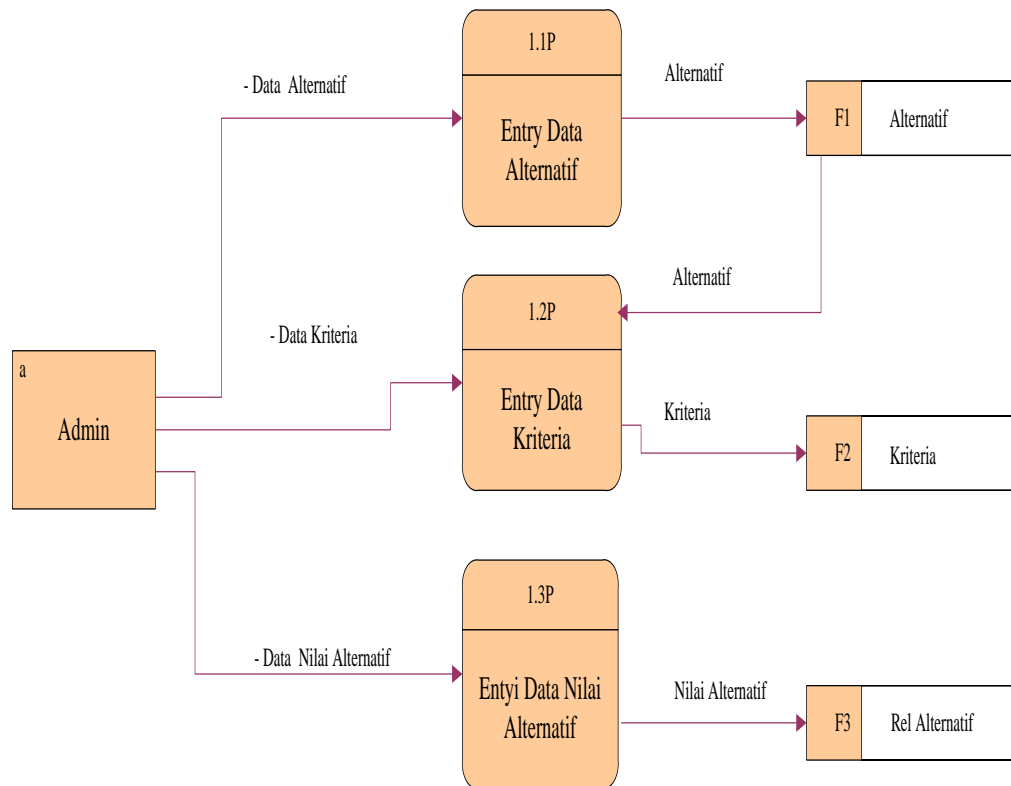 1.1P
- Data Alternatif
Alternatif
Entry Data
Alternatif
F1
Alternatif
Alternatif
1.2P
- Data Kriteria
a
Admin
Entry Data
Kriteria
Kriteria
F2
Kriteria
1.3P
- Data Nilai Alternatif
Entyi Data Nilai
Alternatif
Nilai Alternatif
F3
Rel Alternatif